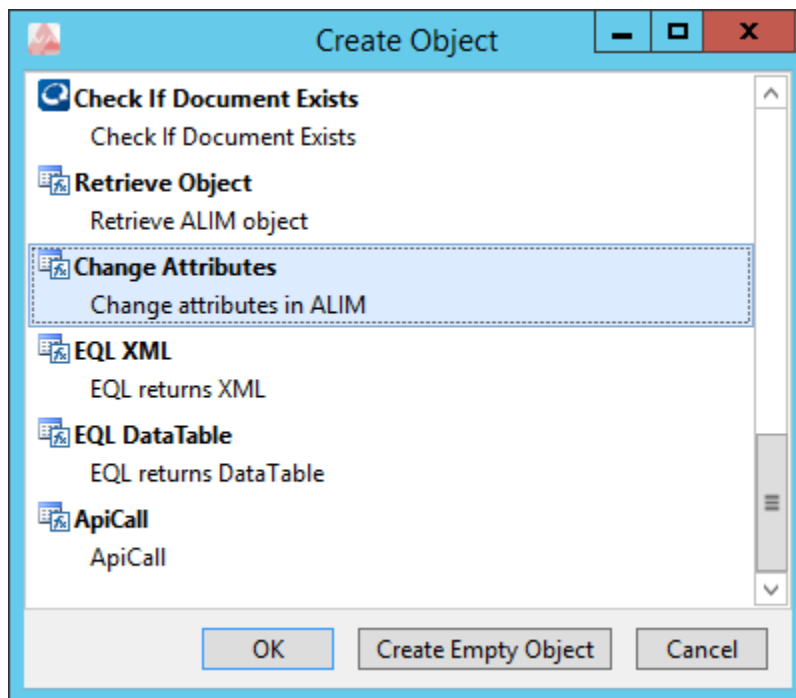 Create Object
Check If Document Exists
Check If Document Exists
Retrieve Object
Retrieve ALIM object
Change Attributes
Change attributes in ALIM
EQL XML
EQL returns XML
EQL DataTable
EQL returns DataTable
ApiCall
ApiCall
OK Create Empty Object Cancel